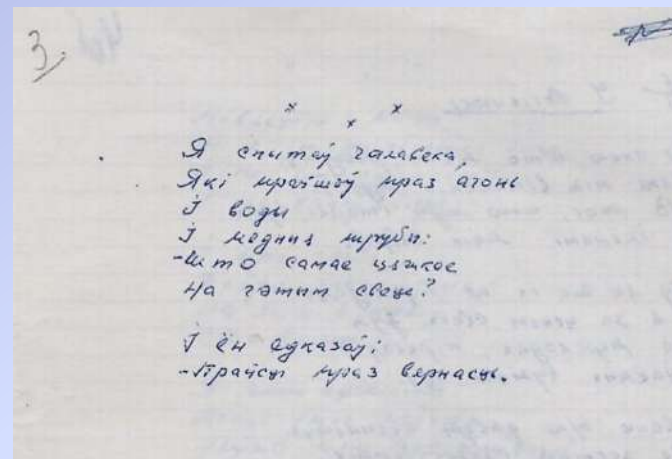 3.
* * *
Я спытаў чалавека,
Які прайшоў праз агонь
І воды
І медныя трубы:
-Што самае цяжкое
На гэтым свеце?
І ён адказаў:
-Прайсці праз вернасць.